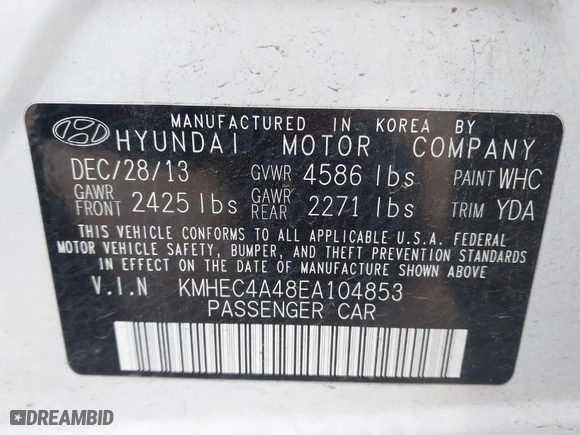 MANUFACTURED IN KOREA BY
HYUNDAI MOTOR COMPANY
DEC/28/13 GVWR 4586 lbs PAINT WHC
GAWR FRONT 2425 lbs GAWR REAR 2271 lbs TRIM YDA
THIS VEHICLE CONFORMS TO ALL APPLICABLE U.S.A. FEDERAL
MOTOR VEHICLE SAFETY, BUMPER, AND THEFT PREVENTION STANDARDS
IN EFFECT ON THE DATE OF MANUFACTURE SHOWN ABOVE
V.I.N KMHEC4A48EA104853
PASSENGER CAR
DREAMBID